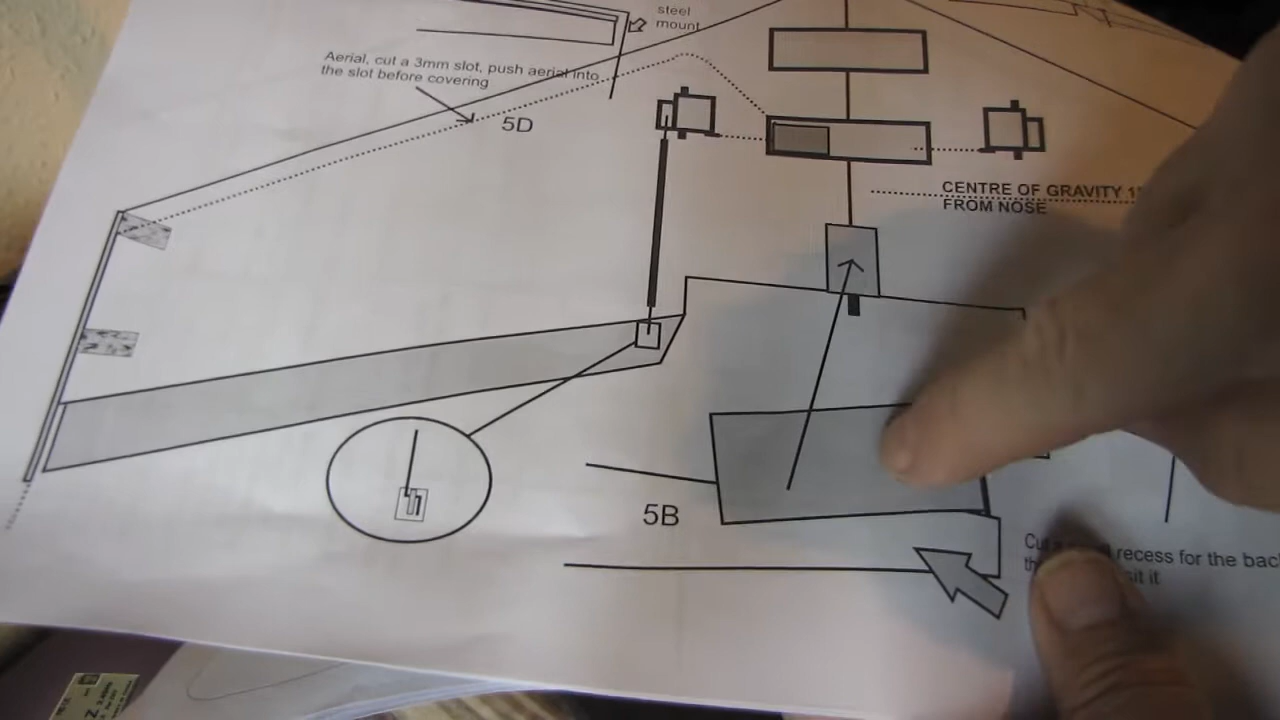 steel
mount
Aerial, cut a 3mm slot, push aerial into
the slot before covering
5D
CENTRE OF GRAVITY
FROM NOSE
5B
recess for the
it